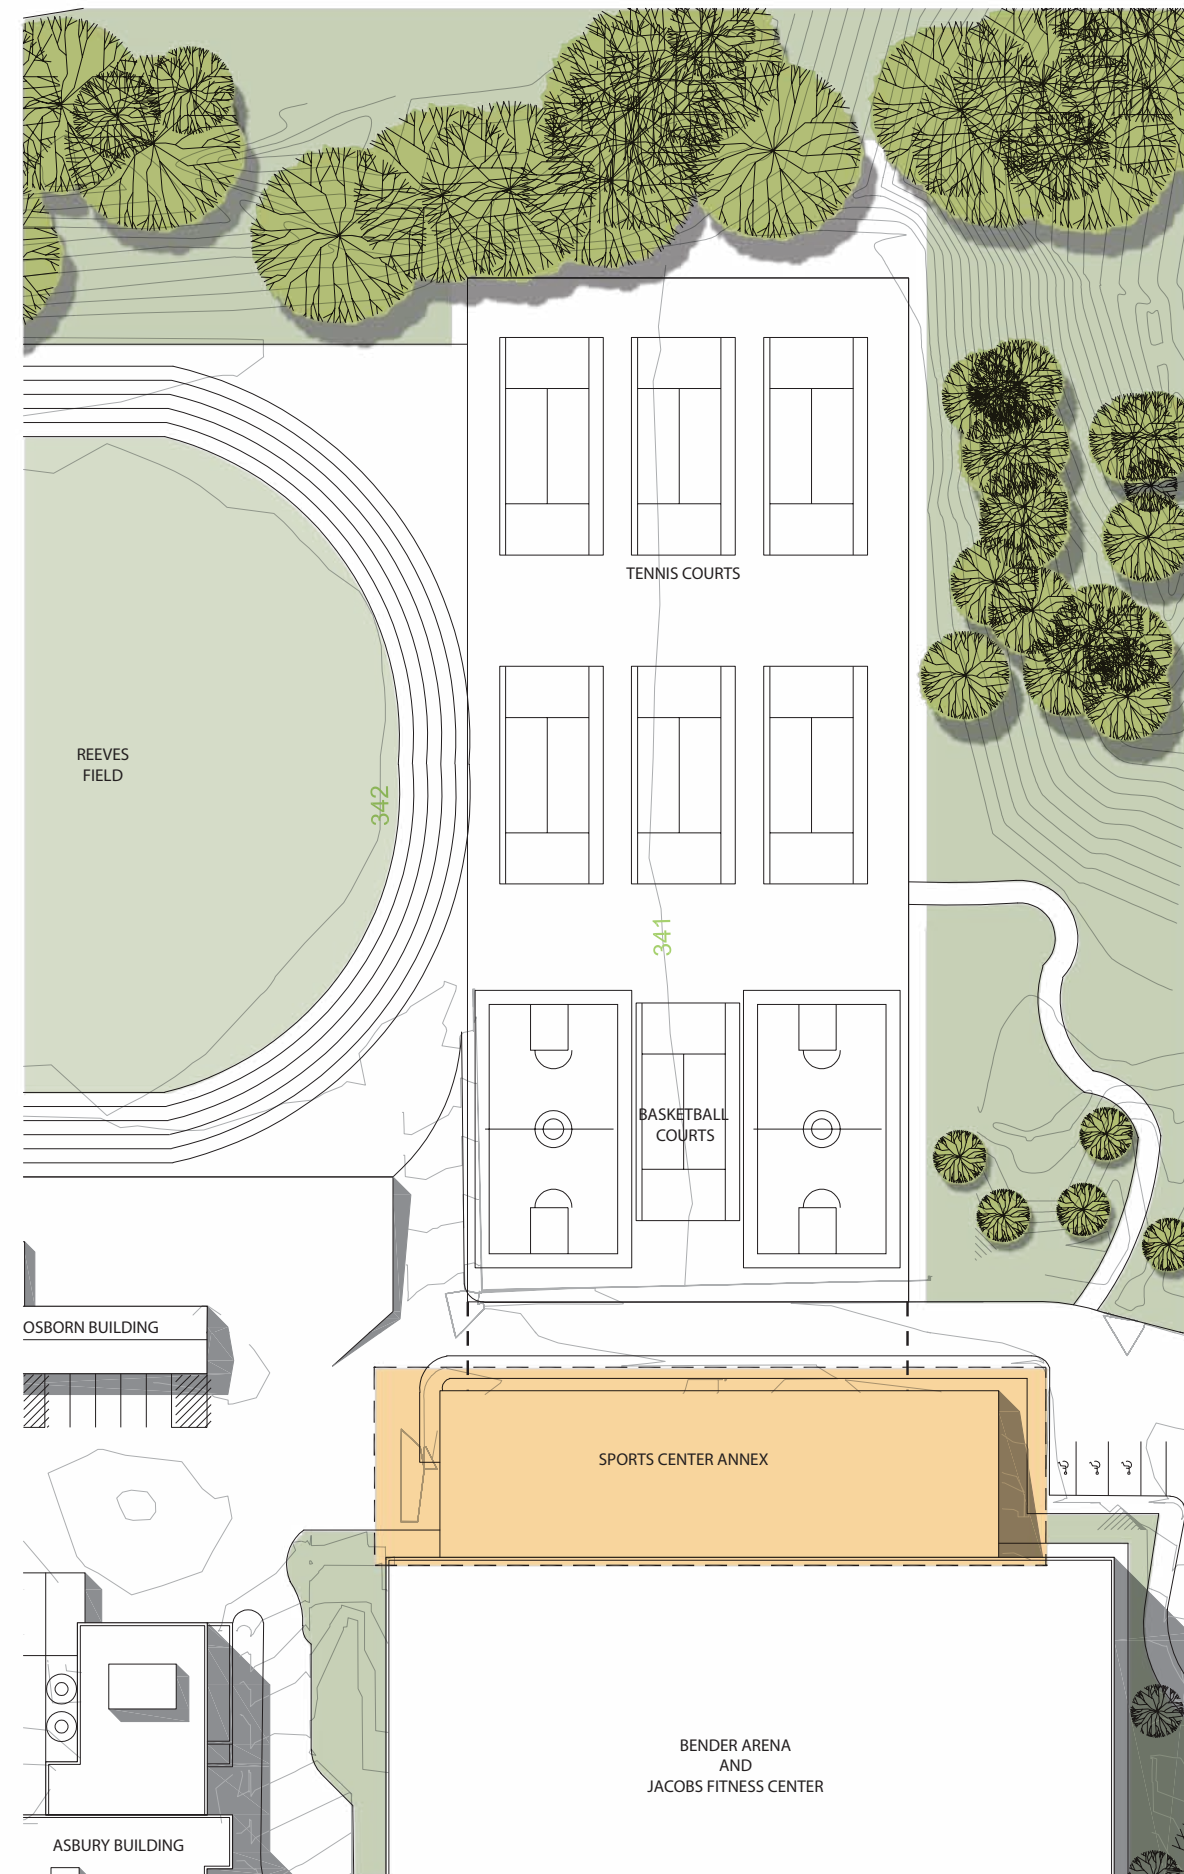 TENNIS COURTS
REEVES
FIELD
342
341
BASKETBALL
COURTS
OSBORN BUILDING
SPORTS CENTER ANNEX
BENDER ARENA
AND
JACOBS FITNESS CENTER
ASBURY BUILDING